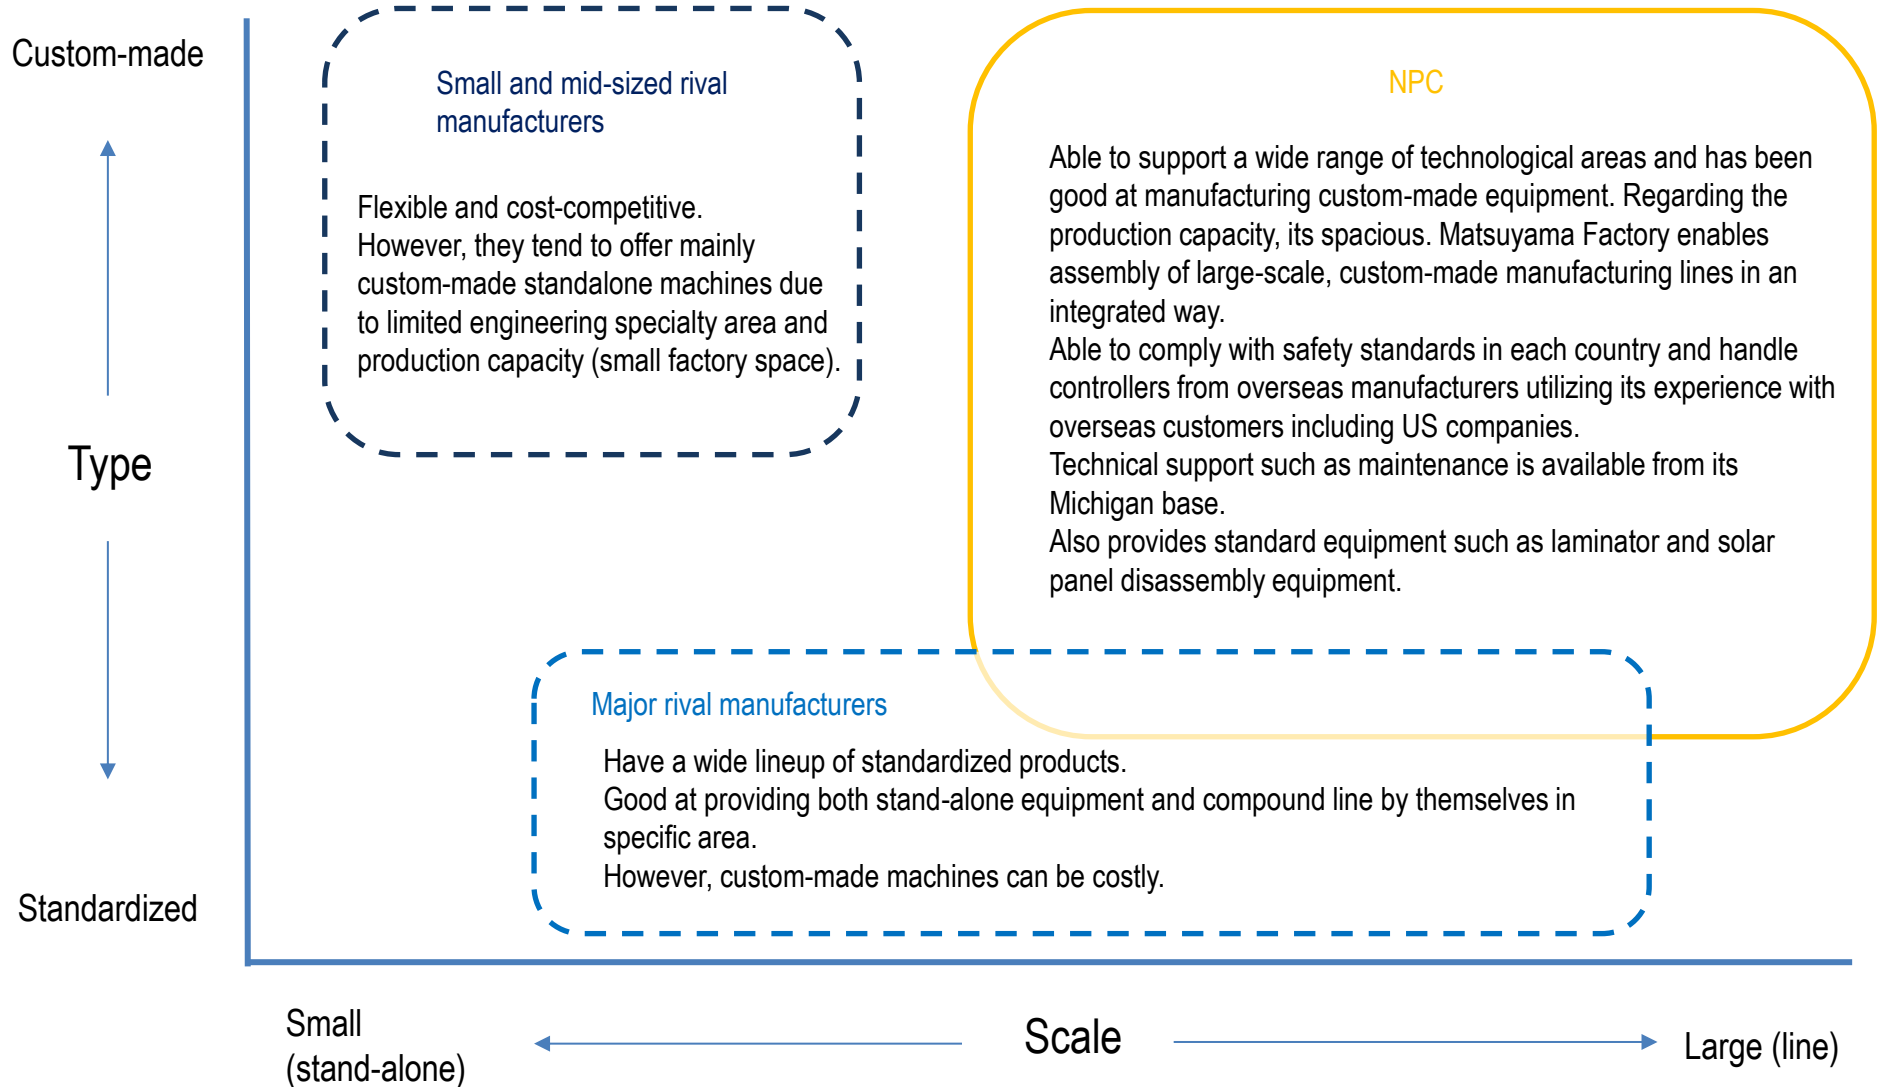 Custom-made
Type
Standardized
Small and mid-sized rival
manufacturers
Flexible and cost-competitive.
However, they tend to offer mainly
custom-made standalone machines due
to limited engineering specialty area and
production capacity (small factory space).
NPC
Able to support a wide range of technological areas and has been
good at manufacturing custom-made equipment. Regarding the
production capacity, its spacious. Matsuyama Factory enables
assembly of large-scale, custom-made manufacturing lines in an
integrated way.
Able to comply with safety standards in each country and handle
controllers from overseas manufacturers utilizing its experience with
overseas customers including US companies.
Technical support such as maintenance is available from its
Michigan base.
Also provides standard equipment such as laminator and solar
panel disassembly equipment.
Major rival manufacturers
Have a wide lineup of standardized products.
Good at providing both stand-alone equipment and compound line by themselves in
specific area.
However, custom-made machines can be costly.
Small
(stand-alone)
Scale
Large (line)